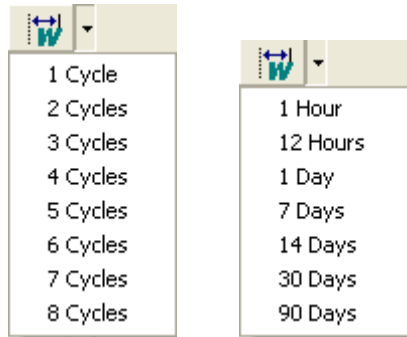 W
1 Cycle
2 Cycles
3 Cycles
4 Cycles
5 Cycles
6 Cycles
7 Cycles
8 Cycles
W
1 Hour
12 Hours
1 Day
7 Days
14 Days
30 Days
90 Days